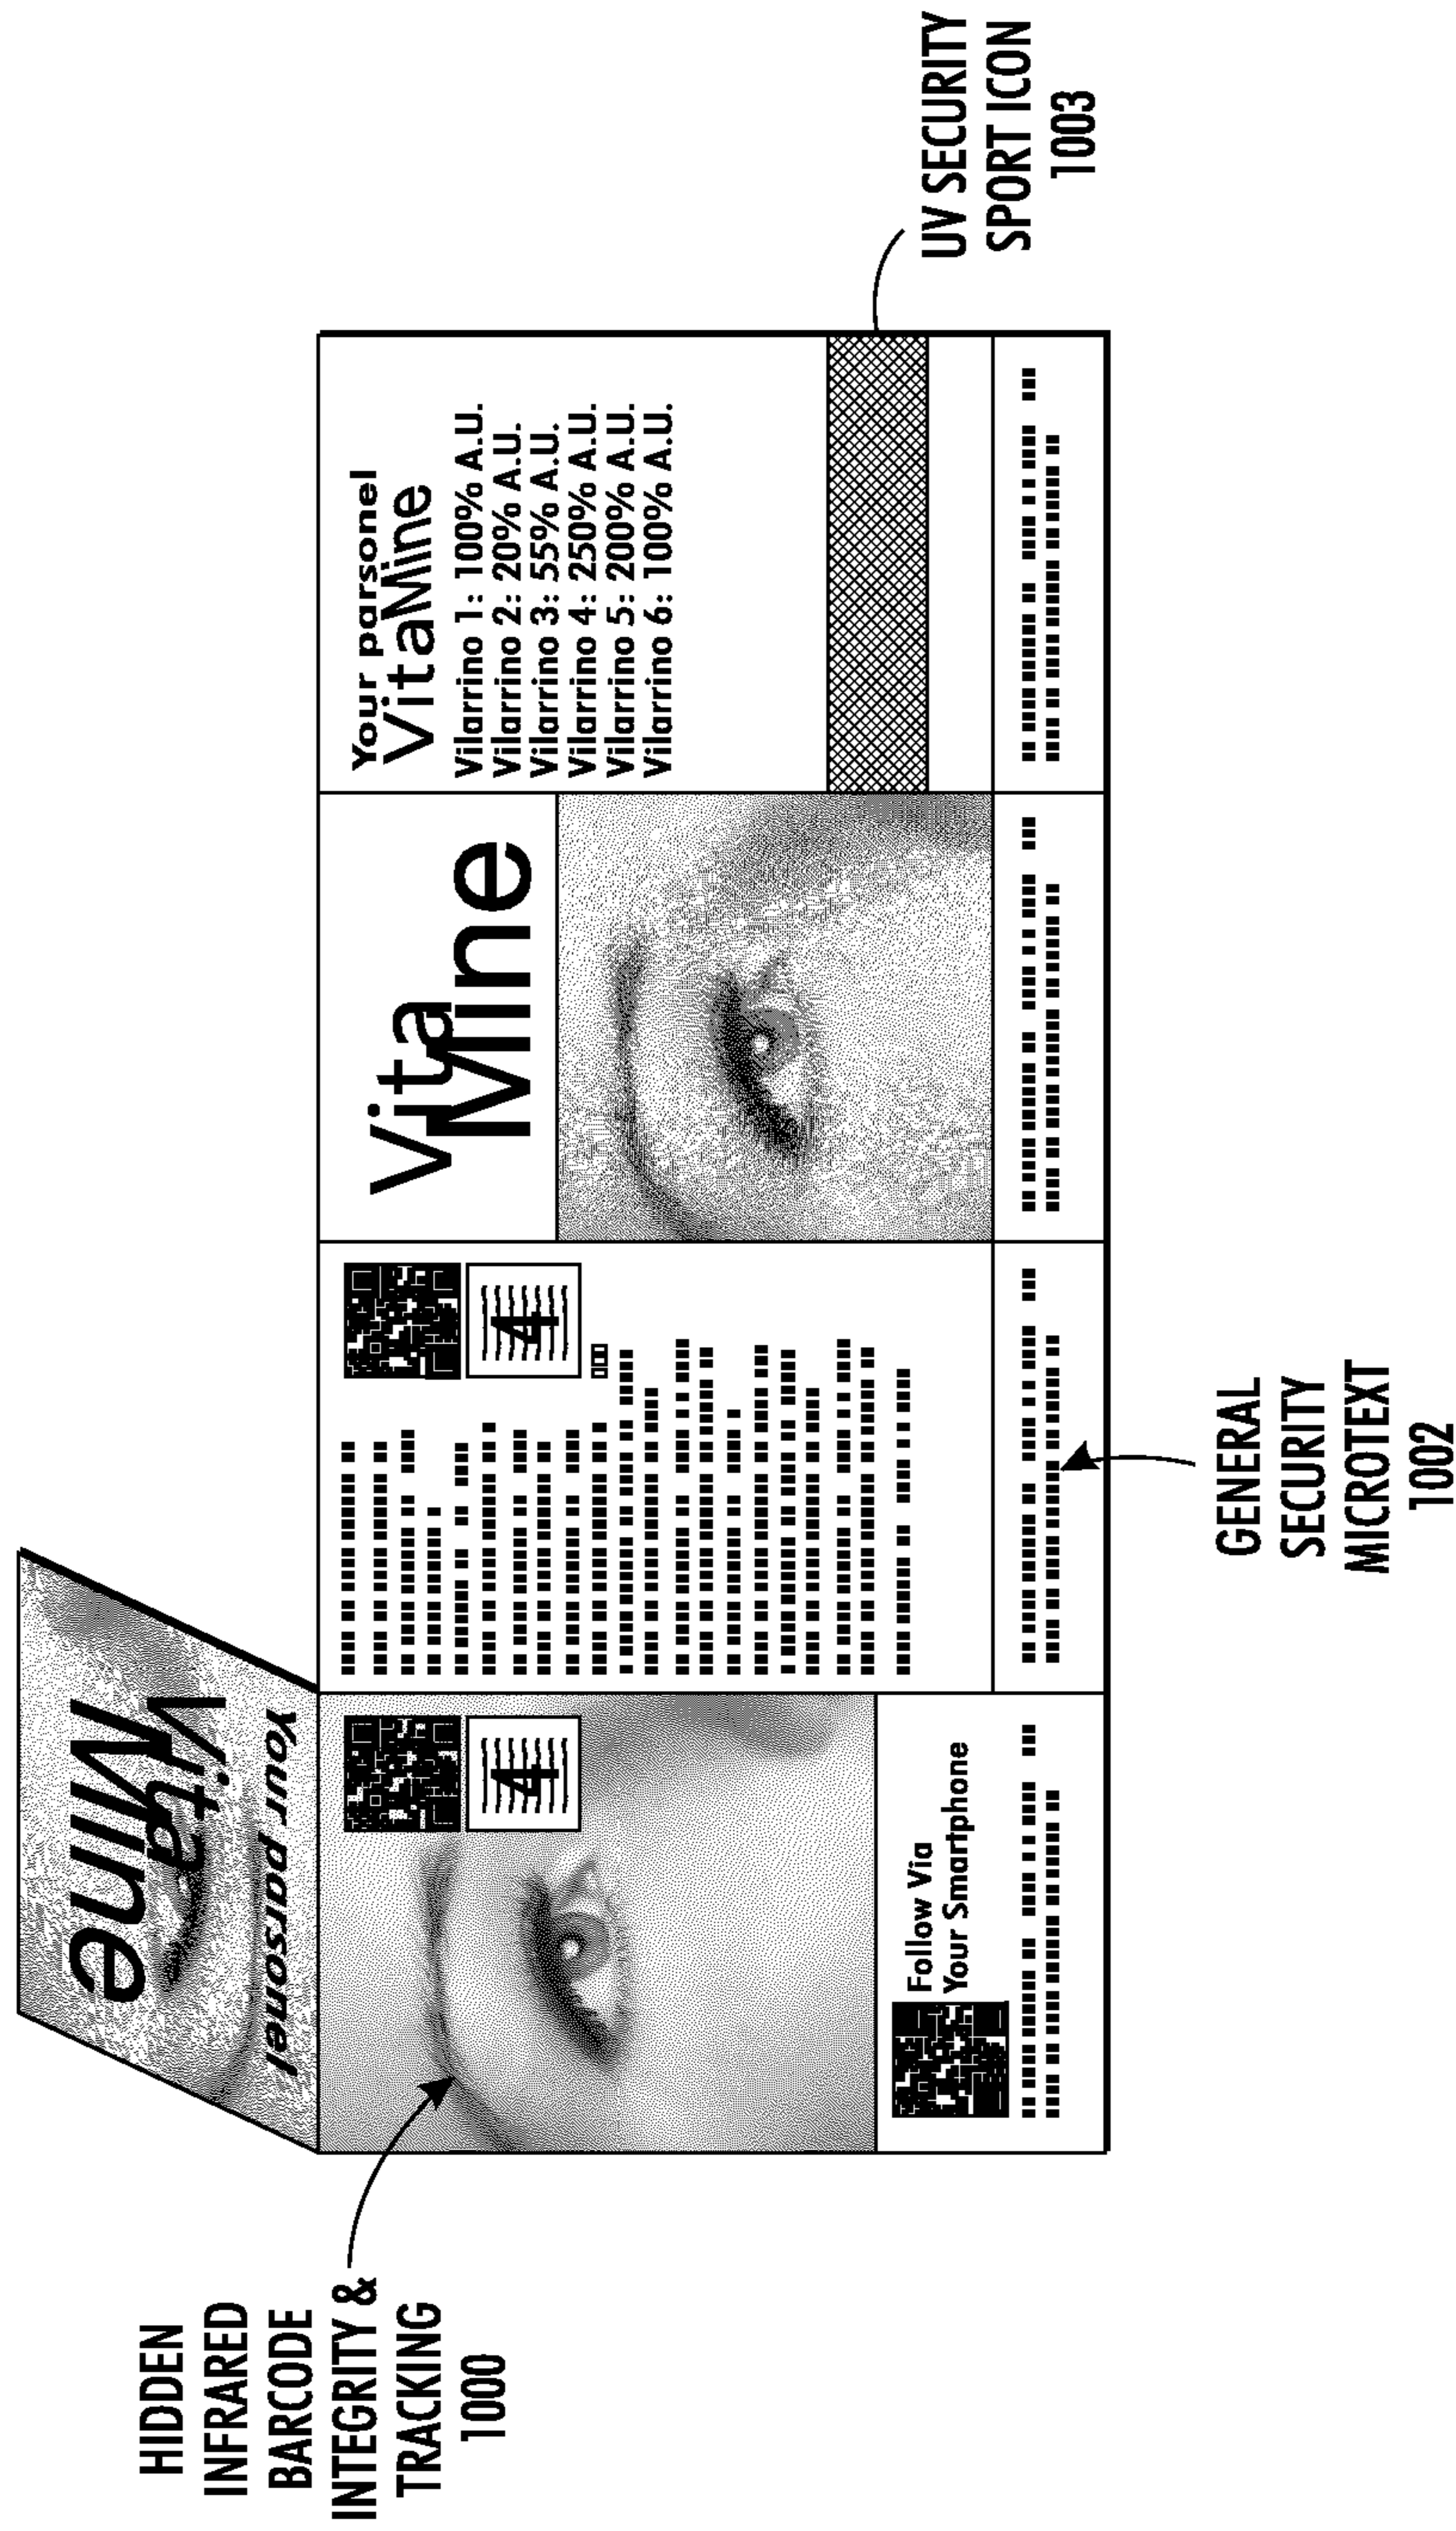 HIDDEN
INFRARED
BARCODE
INTEGRITY &
TRACKING
1000
Vita
Mine
Your parsonel
4
Follow Via
Your Smartphone
4
GENERAL
SECURITY
MICROTEXT
1002
Vita
Mine
Your parsonel
VitaMine
Vilarrino 1: 100% A.U.
Vilarrino 2: 20% A.U.
Vilarrino 3: 55% A.U.
Vilarrino 4: 250% A.U.
Vilarrino 5: 200% A.U.
Vilarrino 6: 100% A.U.
UV SECURITY
SPORT ICON
1003